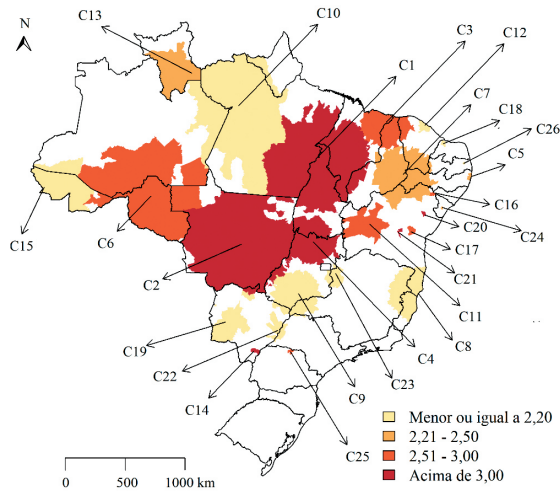 N
C13
C10
C1
C3
C12
C7
C18
C26
C5
C16
C24
C20
C17
C21
C11
C8
C4
C23
C9
C25
C14
C22
C19
C2
C6
C15
Menor ou igual a 2,20
2,21 - 2,50
2,51 - 3,00
Acima de 3,00
0 1000 km